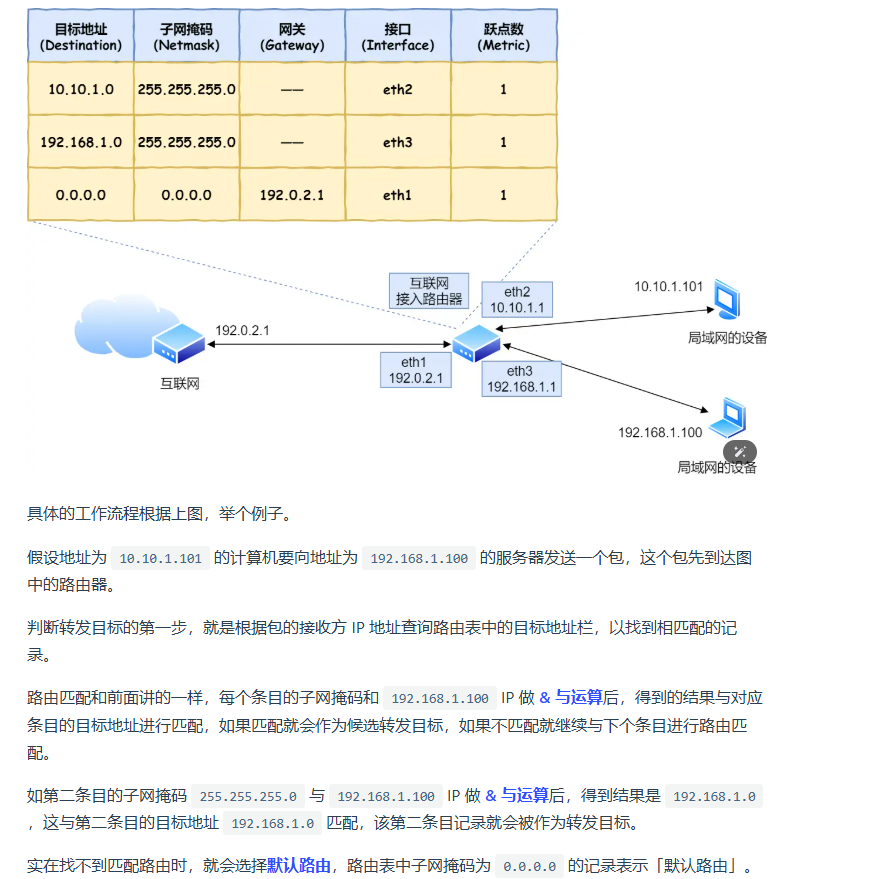 目标地址 子网掩码 网关 接口 跃点数
(Destination) (Netmask) (Gateway) (Interface) (Metric)
10.10.1.0 255.255.255.0 —— eth2 1
192.168.1.0 255.255.255.0 —— eth3 1
0.0.0.0 0.0.0.0 192.0.2.1 eth1 1
互联网
接入路由器
eth2
10.10.1.1
10.10.1.101
局域网的设备
192.0.2.1
互联网
eth1
192.0.2.1
eth3
192.168.1.1
192.168.1.100
局域网的设备
具体的工作流程根据上图，举个例子。
假设地址为 10.10.1.101 的计算机要向地址为 192.168.1.100 的服务器发送一个包，这个包先到达图
中的路由器。
判断转发目标的第一步，就是根据包的接收方 IP 地址查询路由表中的目标地址栏，以找到相匹配的记
录。
路由匹配和前面讲的一样，每个条目的子网掩码和 192.168.1.100 IP 做 & 与运算后，得到的结果与对应
条目的目标地址进行匹配，如果匹配就会作为候选转发目标，如果不匹配就继续与下个条目进行路由匹
配。
如第二条目的子网掩码 255.255.255.0 与 192.168.1.100 IP 做 & 与运算后，得到结果是 192.168.1.0
，这与第二条目的目标地址 192.168.1.0 匹配，该第二条目记录就会被作为转发目标。
实在找不到匹配路由时，就会选择默认路由，路由表中子网掩码为 0.0.0.0 的记录表示「默认路由」。